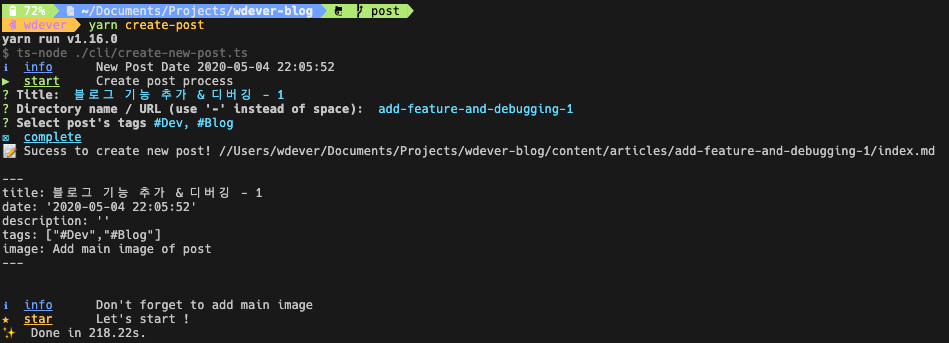 72% ~/Documents/Projects/wdever-blog post
wdever yarn create-post
yarn run v1.16.0
$ ts-node ./cli/create-new-post.ts
ℹ info New Post Date 2020-05-04 22:05:52
▶ start Create post process
? Title: 블로그 기능 추가 & 디버깅 - 1
? Directory name / URL (use '-' instead of space): add-feature-and-debugging-1
? Select post's tags #Dev, #Blog
☒ complete
📝 Sucess to create new post! //Users/wdever/Documents/Projects/wdever-blog/content/articles/add-feature-and-debugging-1/index.md
---
title: 블로그 기능 추가 & 디버깅 - 1
date: '2020-05-04 22:05:52'
description: ''
tags: ["#Dev","#Blog"]
image: Add main image of post
---
ℹ info Don't forget to add main image
★ star Let's start !
✨ Done in 218.22s.